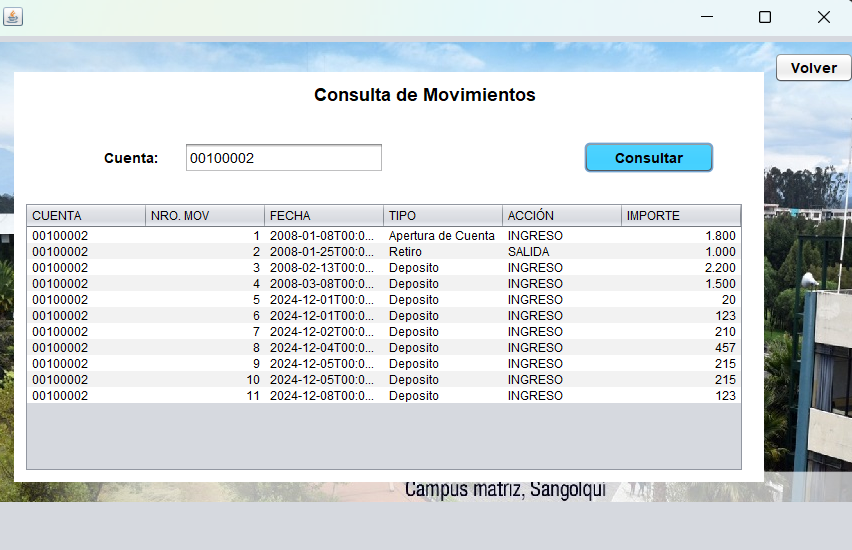 Volver
Consulta de Movimientos
Cuenta: 00100002 Consultar
CUENTA NRO. MOV FECHA TIPO ACCIÓN IMPORTE
00100002 1 2008-01-08T00:0... Apertura de Cuenta INGRESO 1.800
00100002 2 2008-01-25T00:0... Retiro SALIDA 1.000
00100002 3 2008-02-13T00:0... Deposito INGRESO 2.200
00100002 4 2008-03-08T00:0... Deposito INGRESO 1.500
00100002 5 2024-12-01T00:0... Deposito INGRESO 20
00100002 6 2024-12-01T00:0... Deposito INGRESO 123
00100002 7 2024-12-02T00:0... Deposito INGRESO 210
00100002 8 2024-12-04T00:0... Deposito INGRESO 457
00100002 9 2024-12-05T00:0... Deposito INGRESO 215
00100002 10 2024-12-05T00:0... Deposito INGRESO 215
00100002 11 2024-12-08T00:0... Deposito INGRESO 123
Campus matriz, Sangolquí